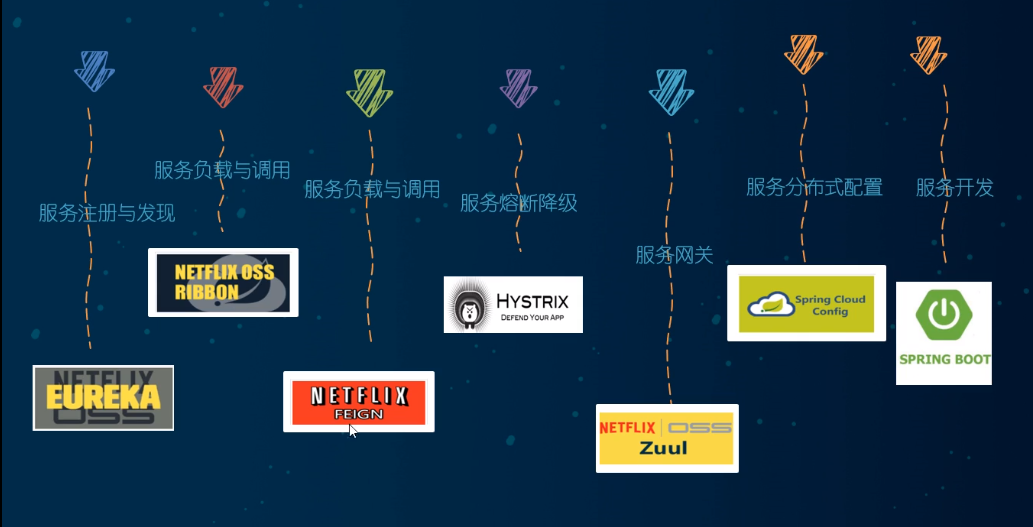 服务注册与发现
NETFLIX
EUREKA
OSS
服务负载与调用
NETFLIX OSS
RIBBON
服务负载与调用
NETFLIX
FEIGN
服务熔断降级
HYSTRIX
DEFEND YOUR APP
服务网关
NETFLIX OSS
Zuul
服务分布式配置
Spring Cloud
Config
服务开发
SPRING BOOT